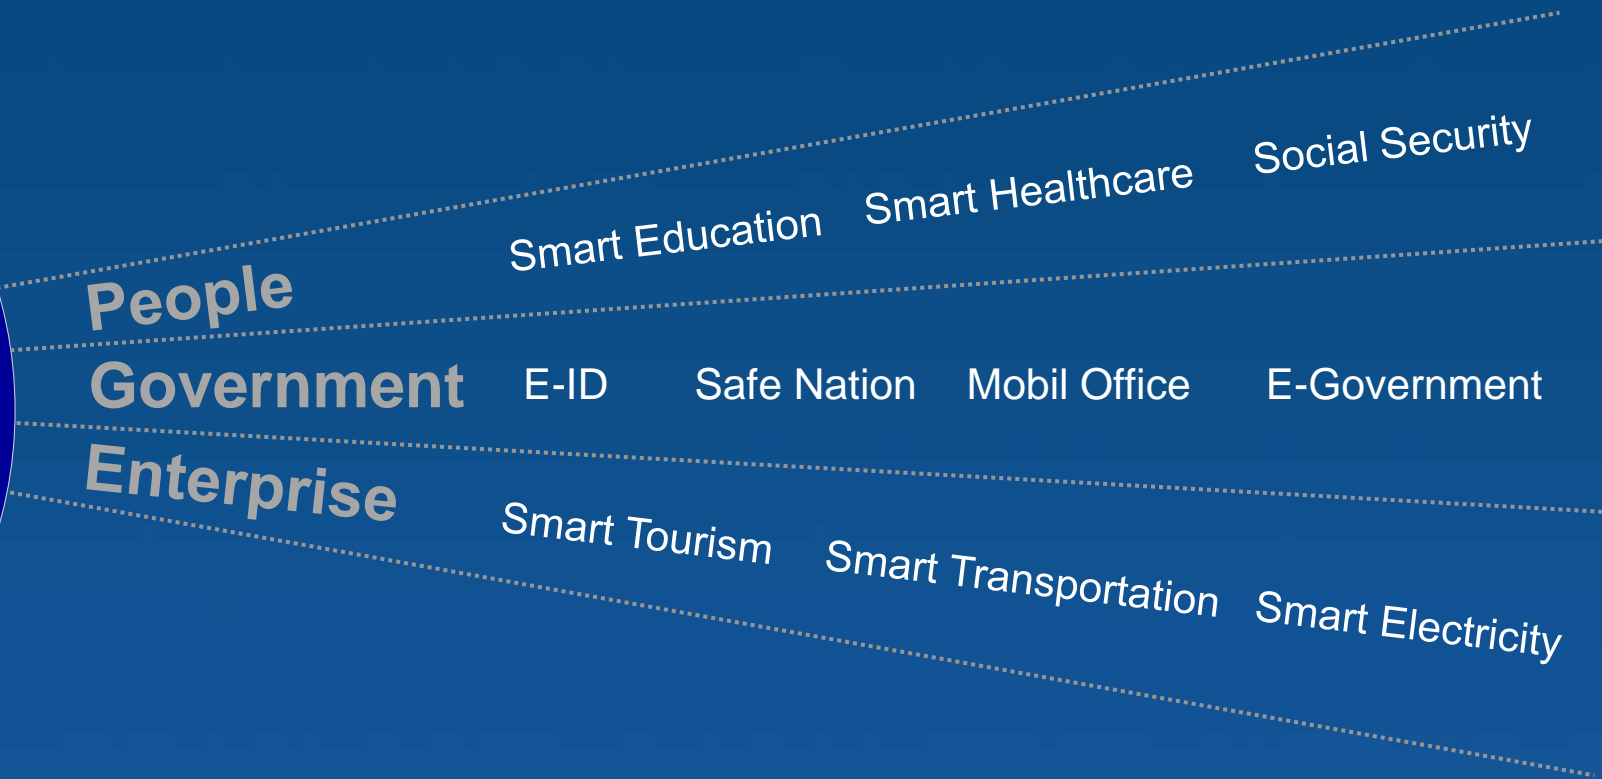 People Smart Education Smart Healthcare Social Security
Government E-ID Safe Nation Mobil Office E-Government
Enterprise Smart Tourism Smart Transportation Smart Electricity